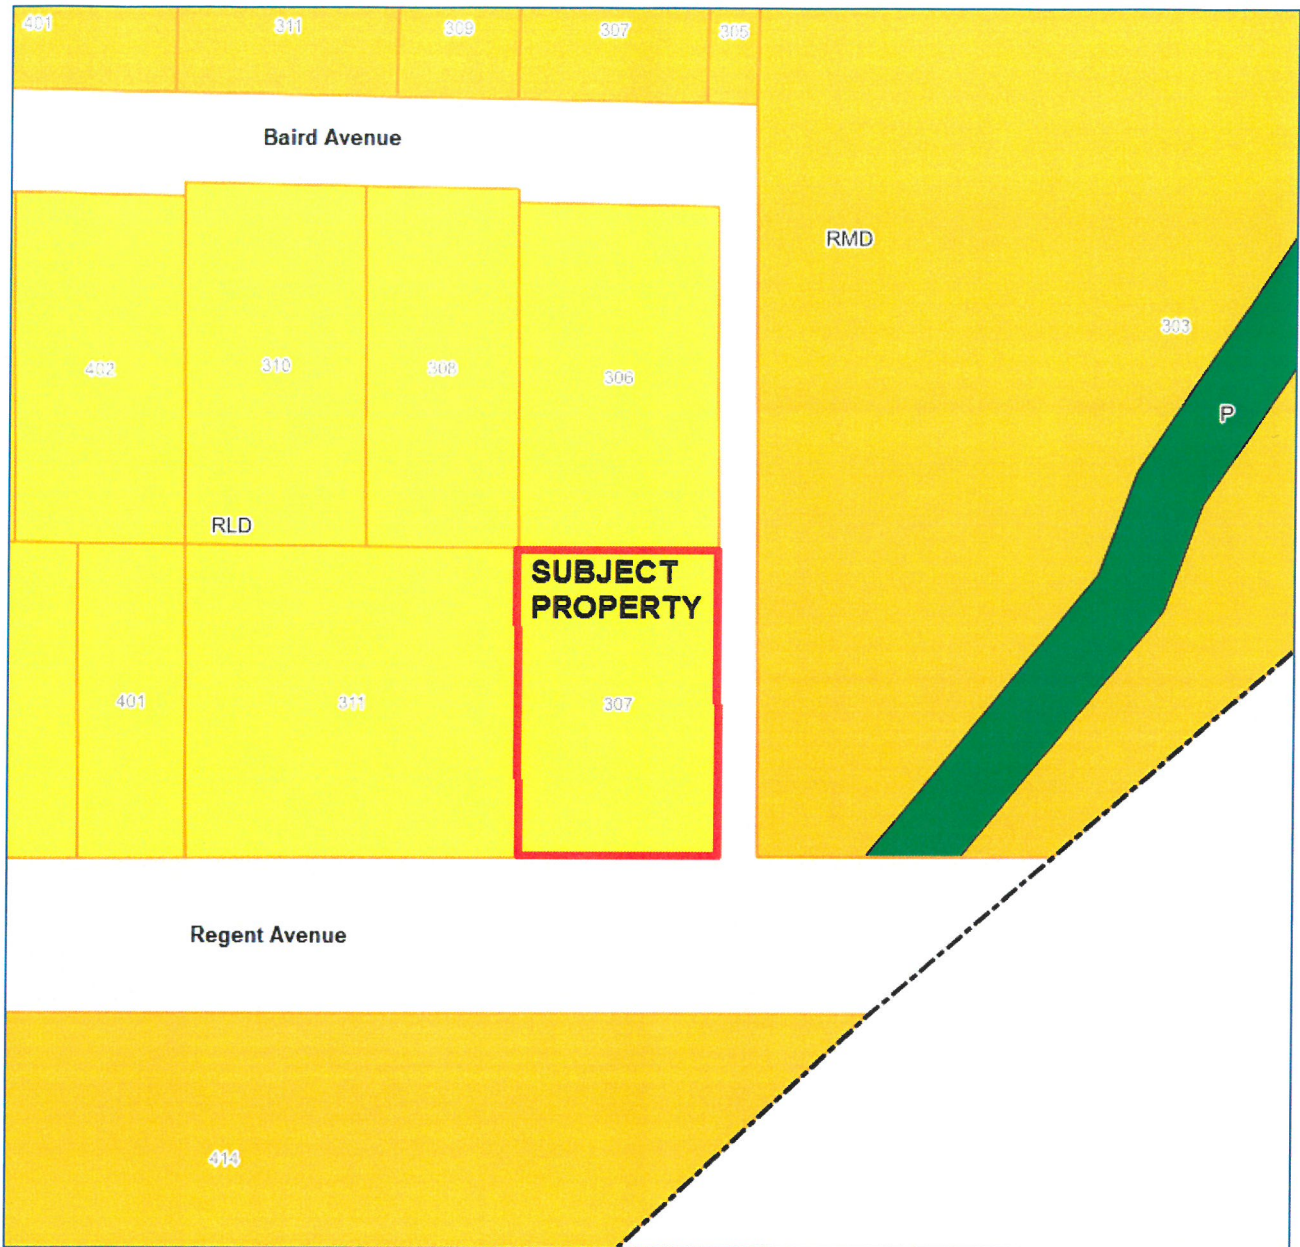 401
311
309
307
305
Baird Avenue
RMD
303
402
310
308
306
P
RLD
SUBJECT
PROPERTY
401
311
307
Regent Avenue
414